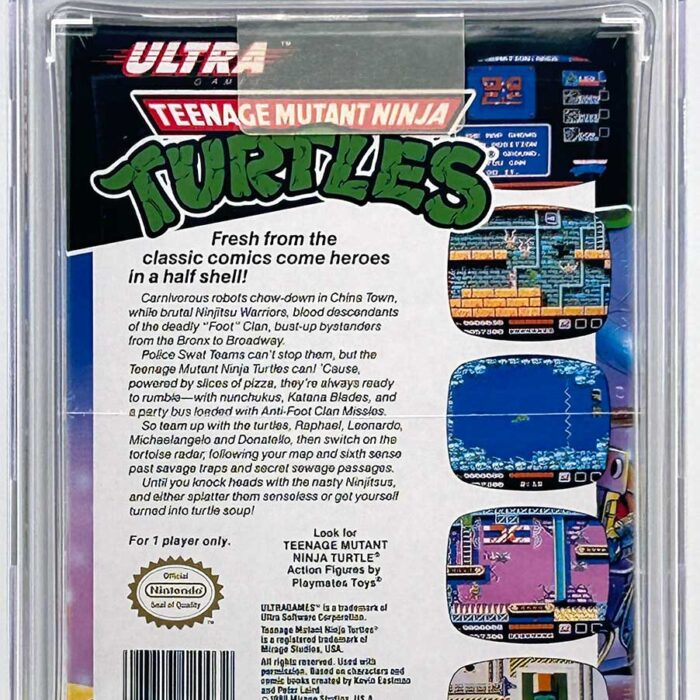 ULTRA™
GAM
TEENAGE MUTANT NINJA
TURTLES®
Fresh from the
classic comics come heroes
in a half shell!
Carnivorous robots chow-down in China Town,
while brutal Ninjitsu Warriors, blood descendants
of the deadly "Foot" Clan, bust-up bystanders
from the Bronx to Broadway.
Police Swat Teams can't stop them, but the
Teenage Mutant Ninja Turtles can! 'Cause,
powered by slices of pizza, they're always ready
to rumble—with nunchukus, Katana Blades, and
a party bus loaded with Anti-Foot Clan Missles.
So team up with the turtles, Raphael, Leonardo,
Michaelangelo and Donatello, then switch on the
tortoise radar, following your map and sixth sense
past savage traps and secret sewage passages.
Until you knock heads with the nasty Ninjitsus,
and either splatter them senseless or get yourself
turned into turtle soup!
For 1 player only.
Look for
TEENAGE MUTANT
NINJA TURTLE®
Action Figures by
Playmates Toys®
Official
Nintendo®
Seal of Quality
TM
ULTRAGAMES™ is a trademark of
Ultra Software Corporation.
Teenage Mutant Ninja Turtles®
is a registered trademark of
Mirage Studios, USA.
All rights reserved. Used with
permission. Based on characters and
comic books created by Kevin Eastman
and Peter Laird
Mirage Studios, U.S.A.